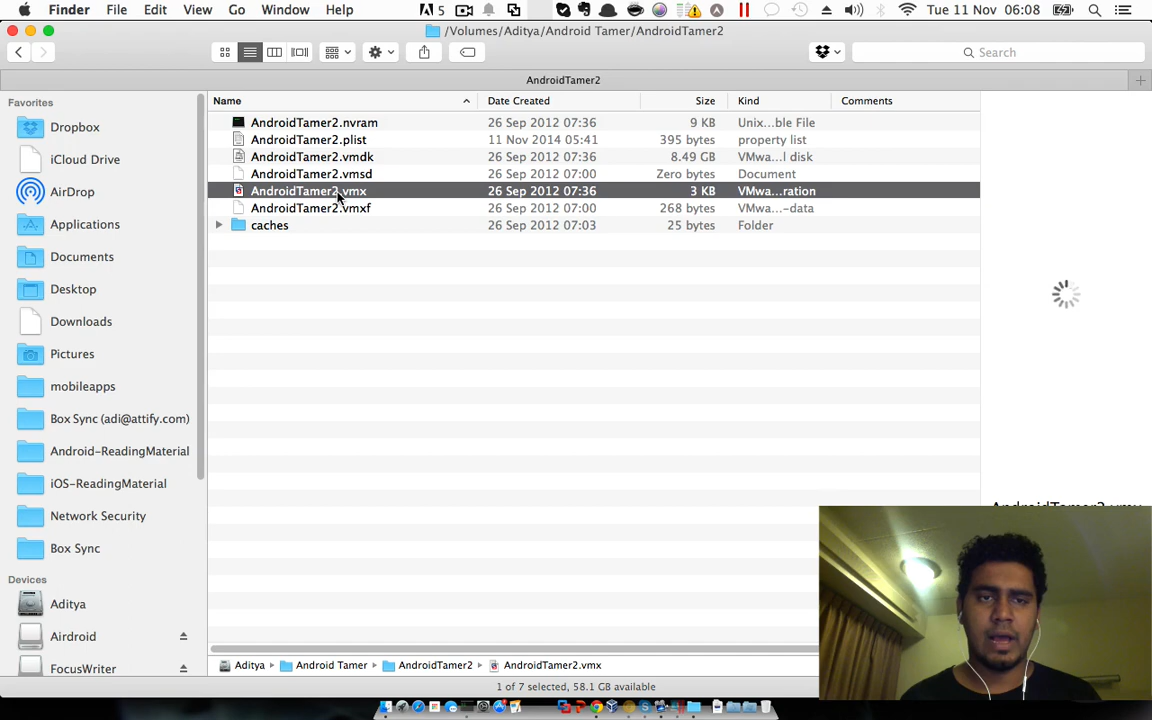 Finder File Edit View Go Window Help 5 Tue 11 Nov 06:08
/Volumes/Aditya/Android Tamer/AndroidTamer2
Search
AndroidTamer2
Favorites
Dropbox
iCloud Drive
AirDrop
Applications
Documents
Desktop
Downloads
Pictures
mobileapps
Box Sync (adi@attify.com)
Android-ReadingMaterial
iOS-ReadingMaterial
Network Security
Box Sync
Devices
Aditya
Airdroid
FocusWriter
Name Date Created Size Kind Comments
AndroidTamer2.nvram 26 Sep 2012 07:36 9 KB Unix...ble File
AndroidTamer2.plist 11 Nov 2014 05:41 395 bytes property list
AndroidTamer2.vmdk 26 Sep 2012 07:36 8.49 GB VMwa...l disk
AndroidTamer2.vmsd 26 Sep 2012 07:00 Zero bytes Document
AndroidTamer2.vmx 26 Sep 2012 07:36 3 KB VMwa...ration
AndroidTamer2.vmxf 26 Sep 2012 07:00 268 bytes VMwa...-data
caches 26 Sep 2012 07:03 25 bytes Folder
AndroidTamer2.vmx
Aditya Android Tamer AndroidTamer2 AndroidTamer2.vmx
1 of 7 selected, 58.1 GB available